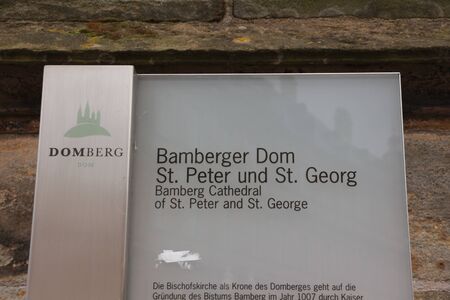 DOMBERG
DOM
Bamberger Dom
St. Peter und St. Georg
Bamberg Cathedral
of St. Peter and St. George
Die Bischofskirche als Krone des Domberges geht auf die
Gründung des Bistums Bamberg im Jahr 1007 durch Kaiser